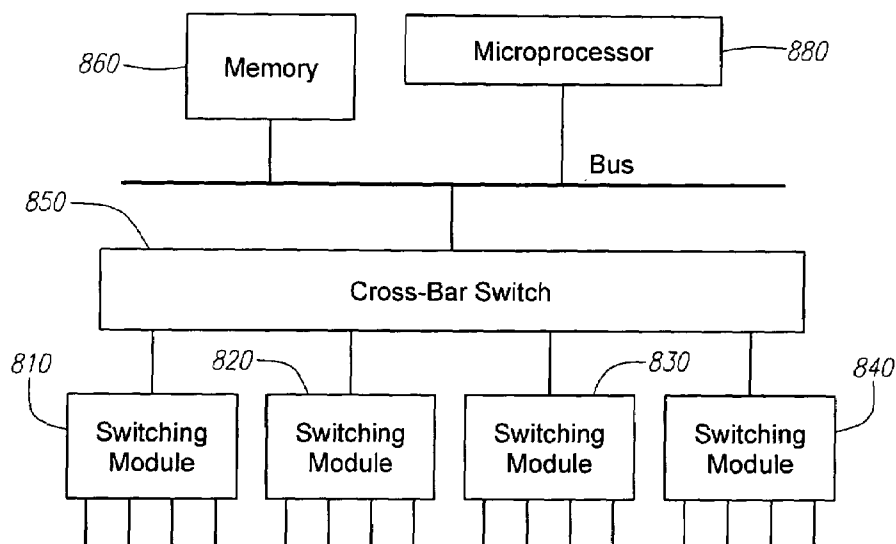 860
Memory
Microprocessor
880
Bus
850
Cross-Bar Switch
810
820
830
840
Switching
Module
Switching
Module
Switching
Module
Switching
Module